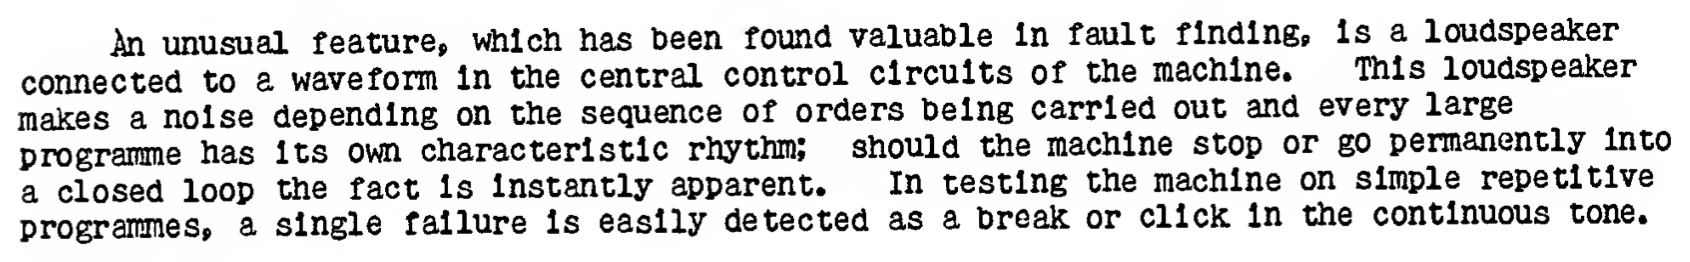 An unusual feature, which has been found valuable in fault finding, is a loudspeaker
connected to a waveform in the central control circuits of the machine. This loudspeaker
makes a noise depending on the sequence of orders being carried out and every large
programme has its own characteristic rhythm; should the machine stop or go permanently into
a closed loop the fact is instantly apparent. In testing the machine on simple repetitive
programmes, a single failure is easily detected as a break or click in the continuous tone.